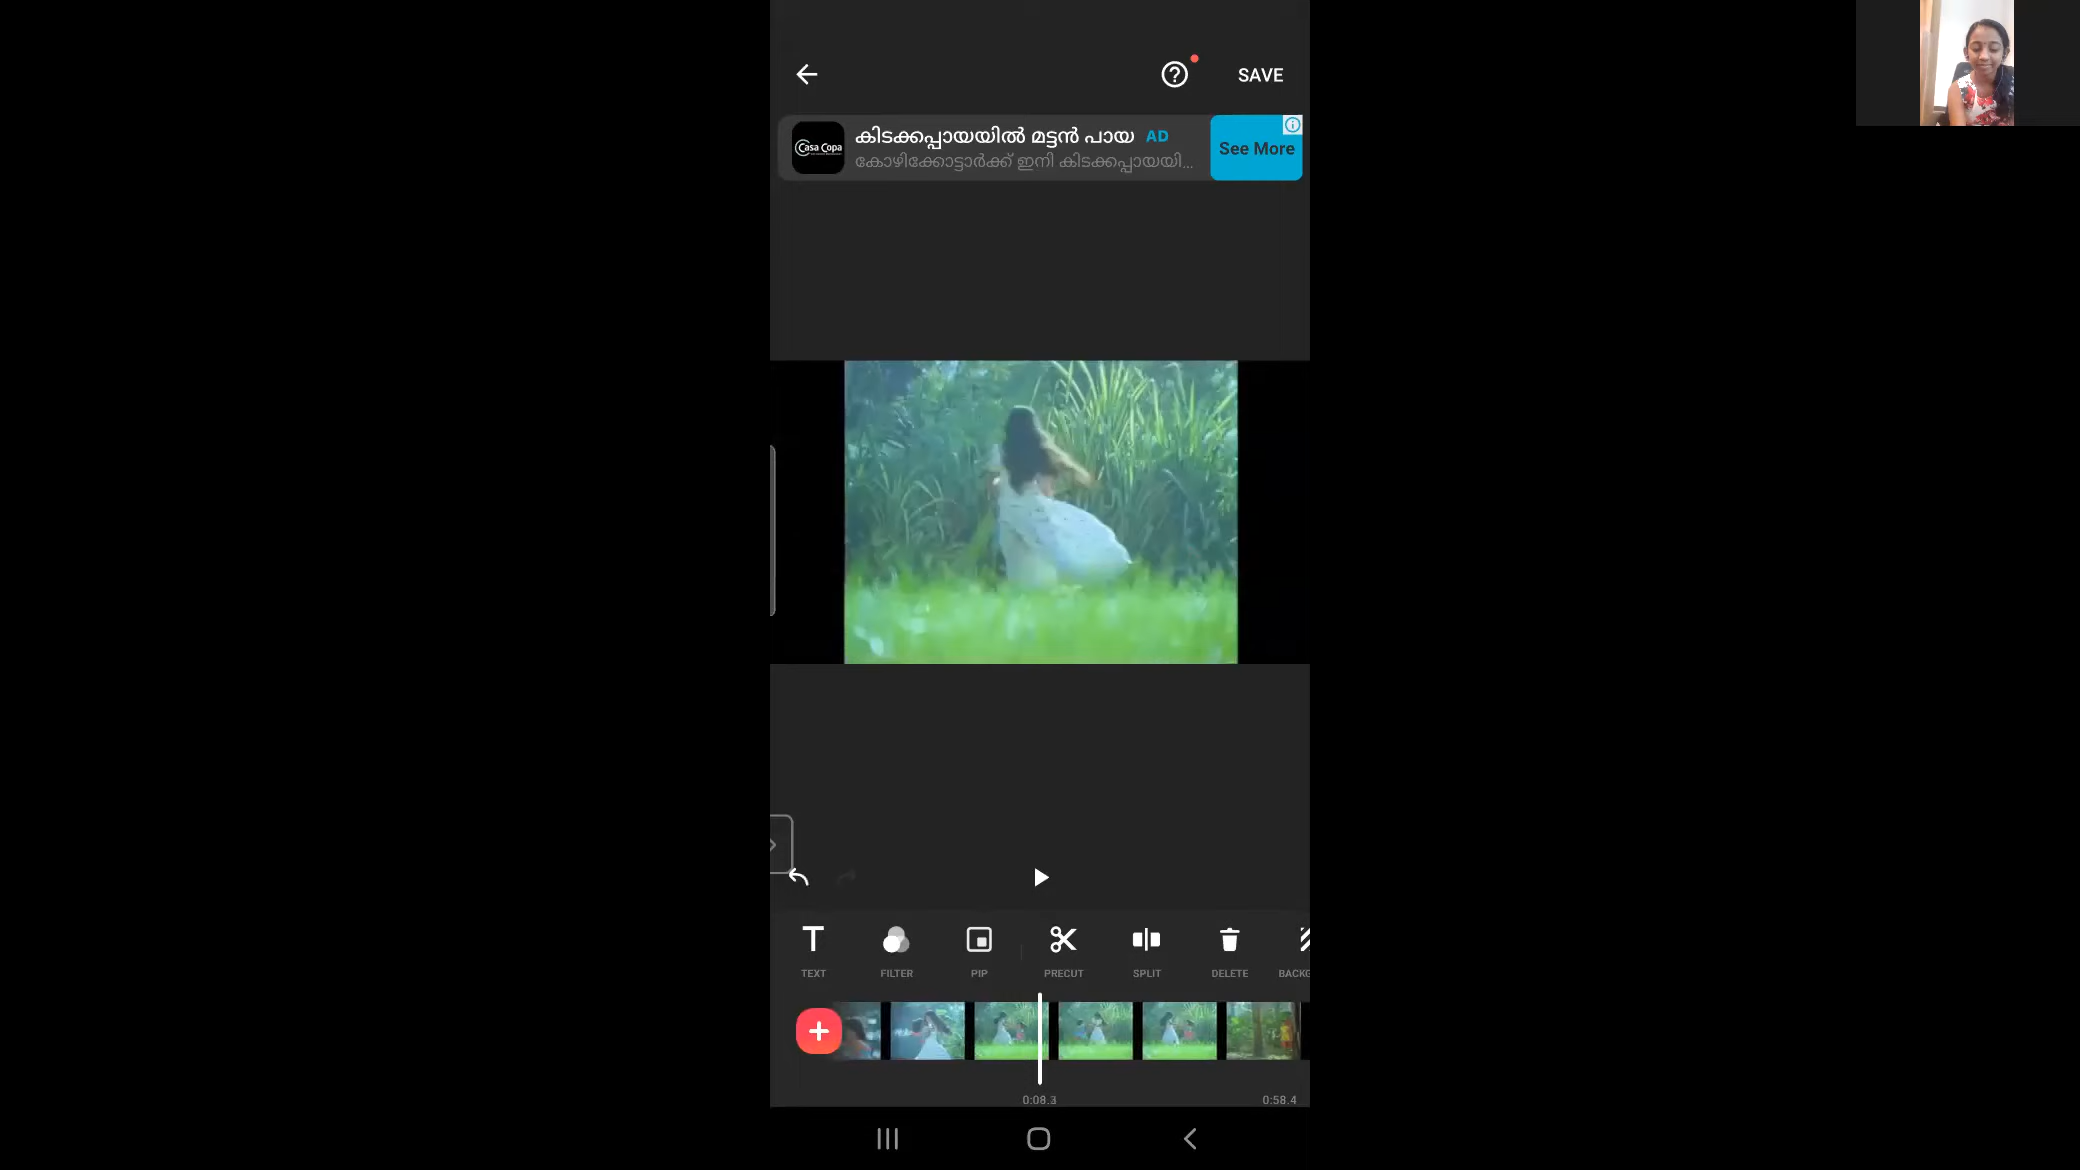 SAVE
Casa Copa
കിടക്കപ്പായയിൽ മട്ടൻ പായ AD
കോഴിക്കോട്ടാർക്ക് ഇനി കിടക്കപ്പായയി...
See More
TEXT
FILTER
PIP
PRECUT
SPLIT
DELETE
BACKG
0:08.3
0:58.4